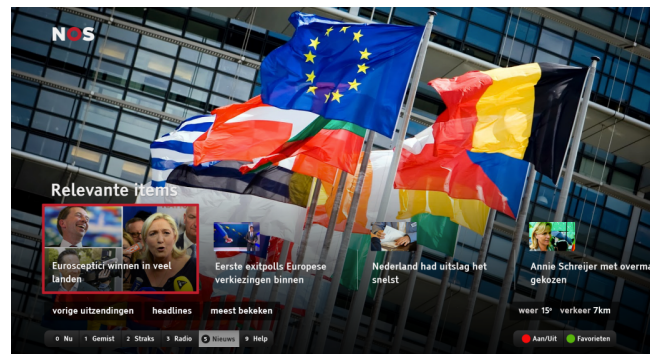 NOS
Relevante items
Eurosceptici winnen in veel
landen
Eerste exitpolls Europese
verkiezingen binnen
Nederland had uitslag het
snelst
Annie Schreijer met overma
gekozen
vorige uitzendingen headlines meest bekeken
weer 15° verkeer 7km
0 Nu 1 Gemist 2 Straks 3 Radio 5 Nieuws 9 Help
Aan/Uit Favorieten